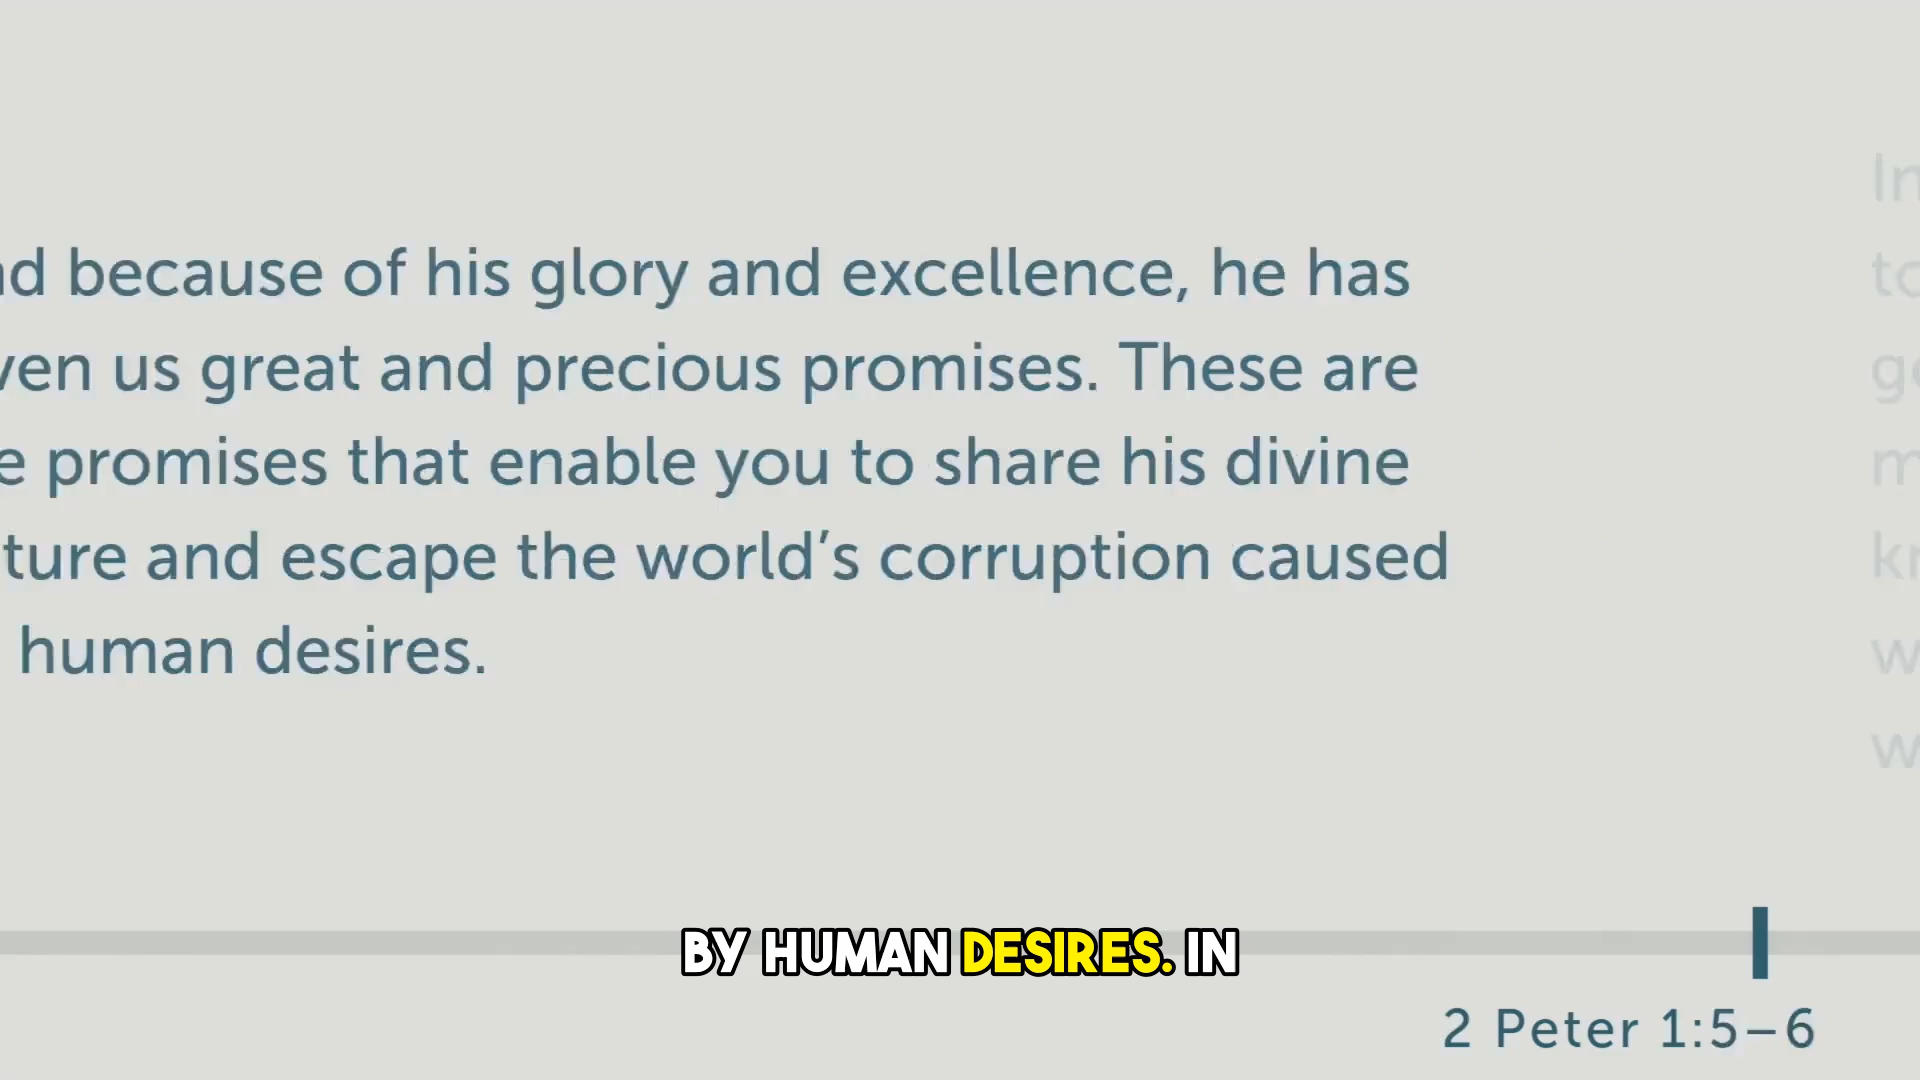 because of his glory and excellence, he has
us great and precious promises. These are
promises that enable you to share his divine
and escape the world’s corruption caused
human desires.
BY HUMAN DESIRES. IN
2 Peter 1:5–6